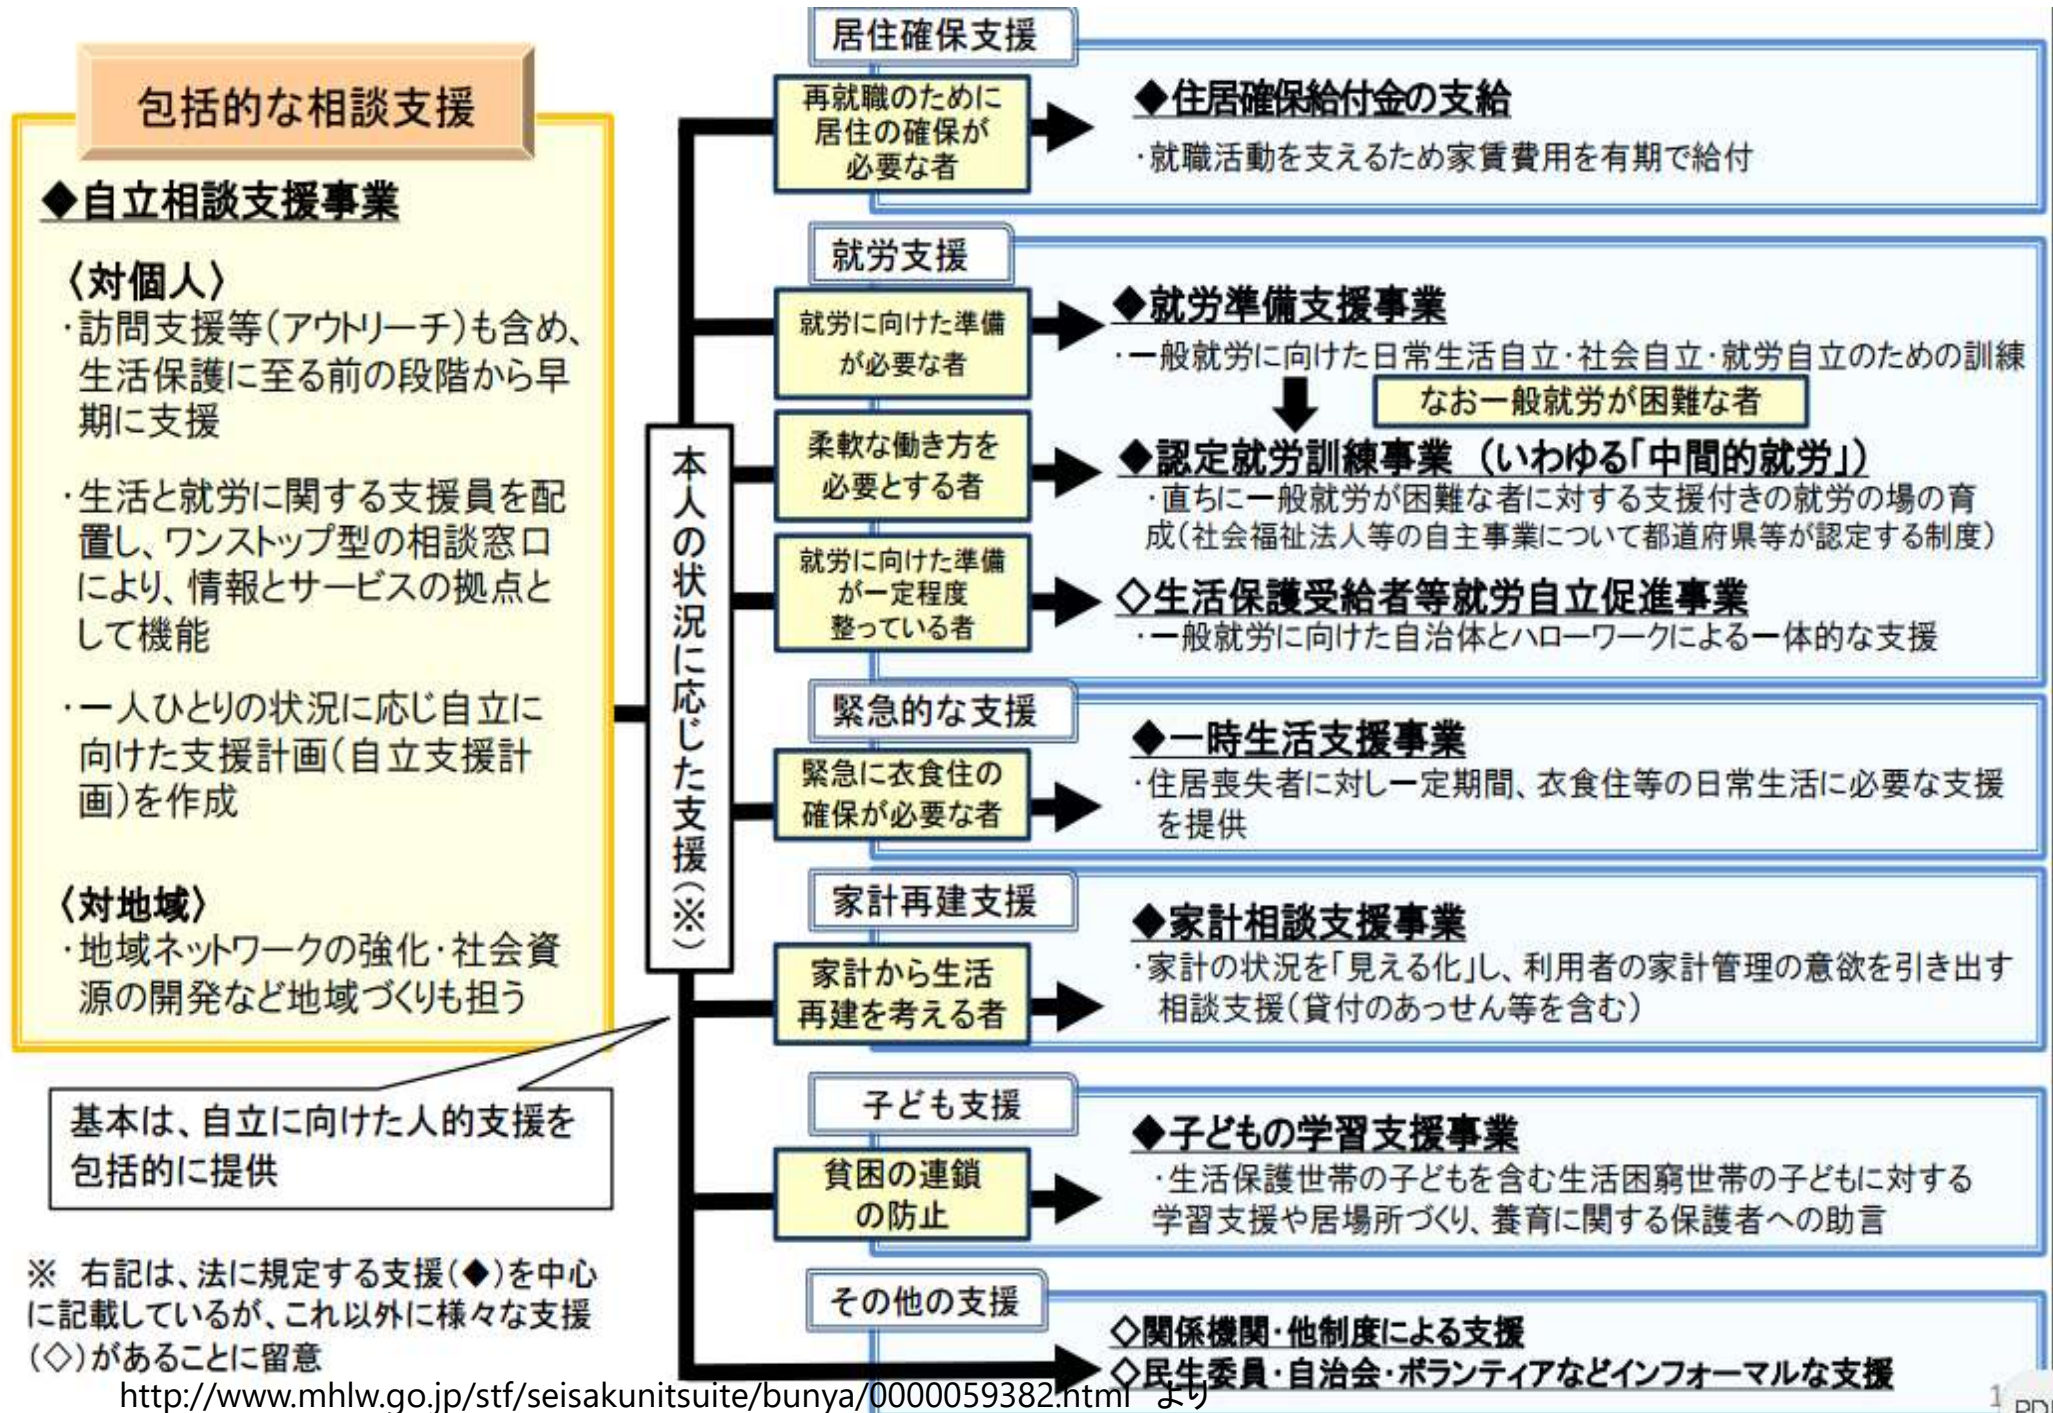 包括的な相談支援
◆自立相談支援事業
〈対個人〉
・訪問支援等(アウトリーチ)も含め、
生活保護に至る前の段階から早
期に支援
・生活と就労に関する支援員を配
置し、ワンストップ型の相談窓口
により、情報とサービスの拠点と
して機能
・一人ひとりの状況に応じ自立に
向けた支援計画(自立支援計
画)を作成
〈対地域〉
・地域ネットワークの強化・社会資
源の開発など地域づくりも担う
基本は、自立に向けた人的支援を
包括的に提供
※ 右記は、法に規定する支援(◆)を中心
に記載しているが、これ以外に様々な支援
(◇)があることに留意
本人の状況に応じた支援(※)
居住確保支援
再就職のために
居住の確保が
必要な者
◆住居確保給付金の支給
・就職活動を支えるため家賃費用を有期で給付
就労支援
就労に向けた準備
が必要な者
◆就労準備支援事業
・一般就労に向けた日常生活自立・社会自立・就労自立のための訓練
なお一般就労が困難な者
柔軟な働き方を
必要とする者
◆認定就労訓練事業 (いわゆる「中間的就労」)
・直ちに一般就労が困難な者に対する支援付きの就労の場の育
成(社会福祉法人等の自主事業について都道府県等が認定する制度)
就労に向けた準備
が一定程度
整っている者
◇生活保護受給者等就労自立促進事業
・一般就労に向けた自治体とハローワークによる一体的な支援
緊急的な支援
緊急に衣食住の
確保が必要な者
◆一時生活支援事業
・住居喪失者に対し一定期間、衣食住等の日常生活に必要な支援
を提供
家計再建支援
家計から生活
再建を考える者
◆家計相談支援事業
・家計の状況を「見える化」し、利用者の家計管理の意欲を引き出す
相談支援(貸付のあっせん等を含む)
子ども支援
貧困の連鎖
の防止
◆子どもの学習支援事業
・生活保護世帯の子どもを含む生活困窮世帯の子どもに対する
学習支援や居場所づくり、養育に関する保護者への助言
その他の支援
◇関係機関・他制度による支援
◇民生委員・自治会・ボランティアなどインフォーマルな支援
http://www.mhlw.go.jp/stf/seisakunitsuite/bunya/0000059382.html より
1